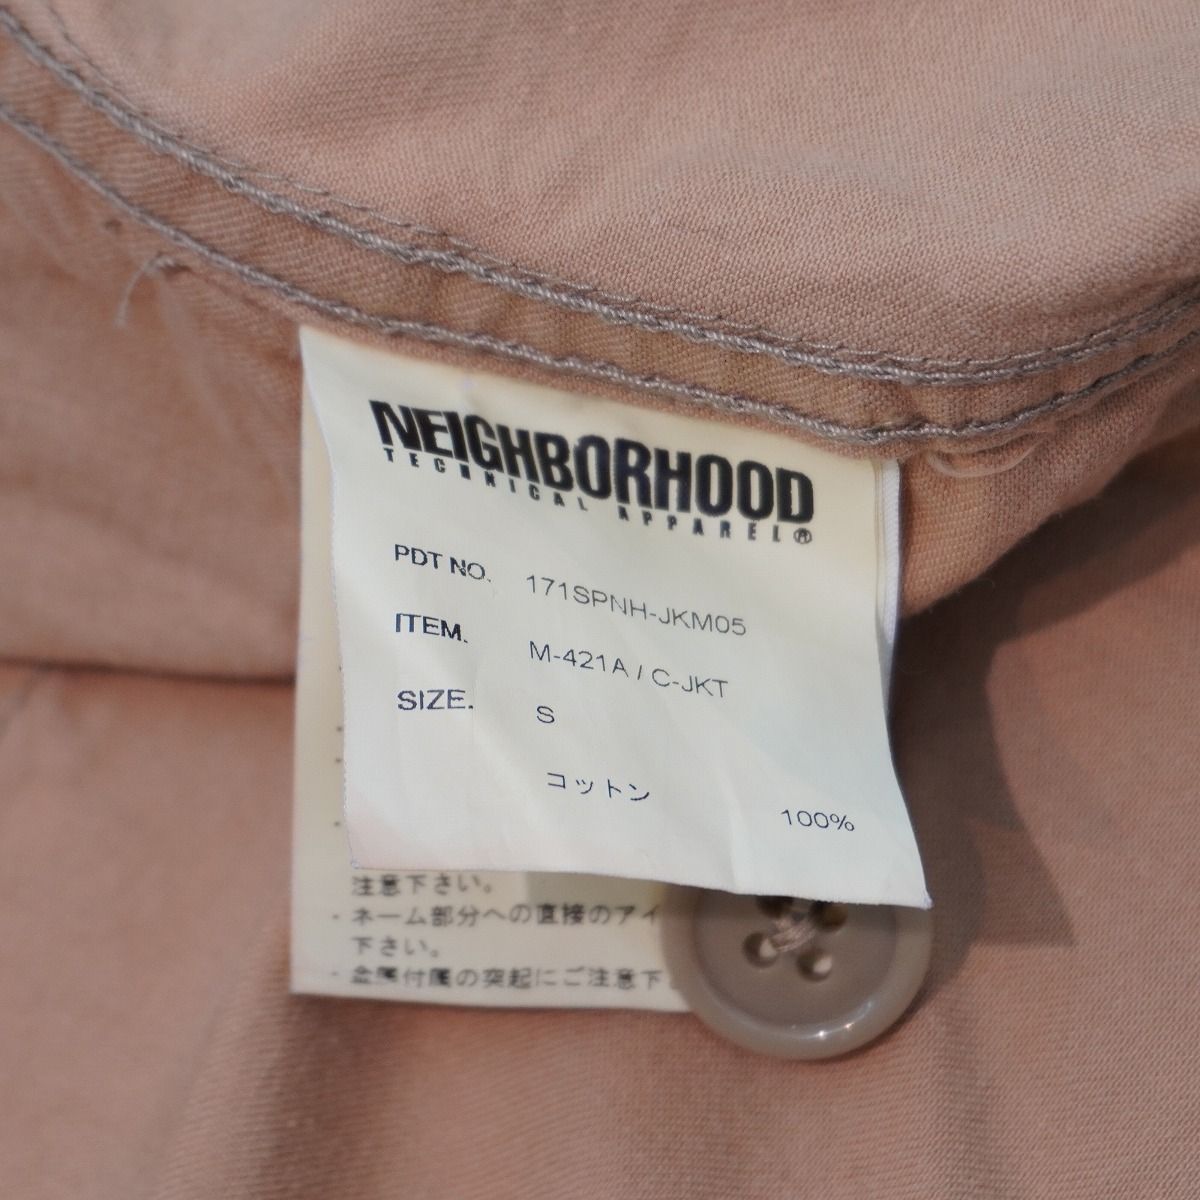 NEIGHBORHOOD
TECHNICAL APPAREL®
PDT NO. 171SPNH-JKM05
ITEM. M-421A / C-JKT
SIZE. S
コットン 100%
注意下さい。
・ネーム部分への直接のアイ
下さい。
・金属付属の突起にご注意下